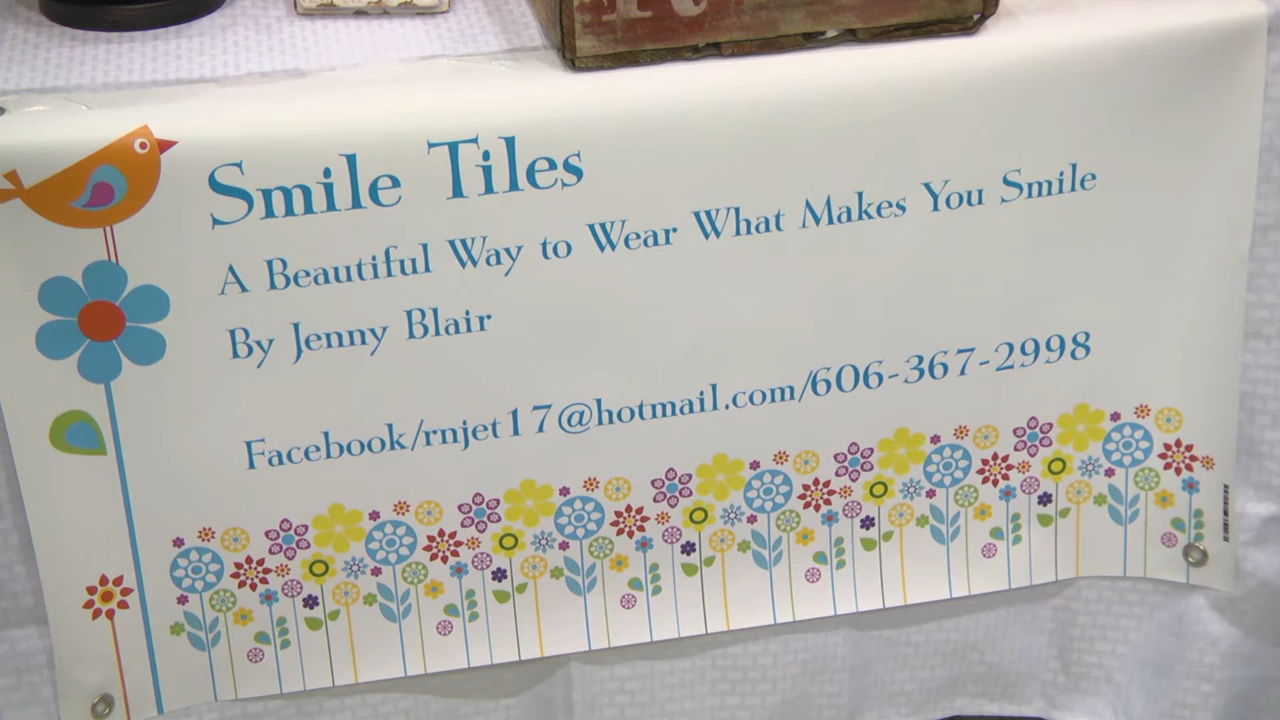 Smile Tiles
A Beautiful Way to Wear What Makes You Smile
By Jenny Blair
Facebook/rnjet17@hotmail.com/606-367-2998